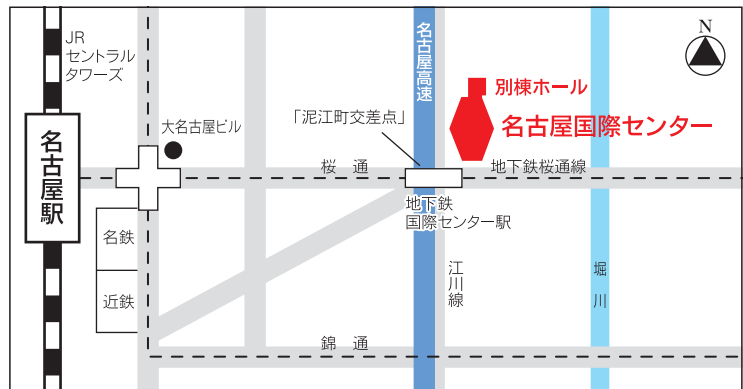 JR
セントラル
タワーズ
名古屋高速
N
別棟ホール
名古屋国際センター
大名古屋ビル
「泥江町交差点」
名古屋駅
桜通
地下鉄桜通線
地下鉄
国際センター駅
名鉄
近鉄
江川線
堀川
錦通